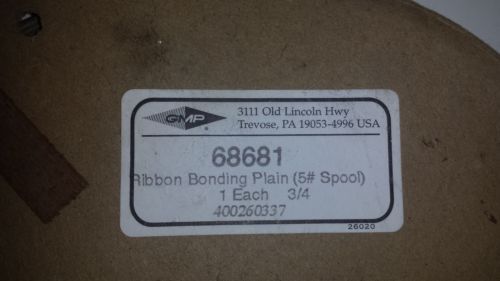 GMP
®
3111 Old Lincoln Hwy
Trevose, PA 19053-4996 USA
68681
Ribbon Bonding Plain (5# Spool)
1 Each 3/4
400260337
26020